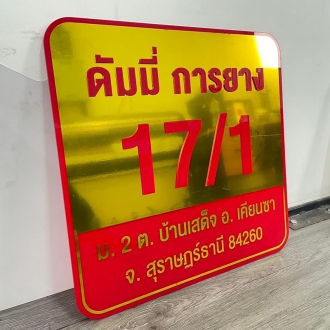 ดัมมี่ การยาง
17/1
ม. 2 ต. บ้านเสด็จ อ. เคียนซา
จ. สุราษฎร์ธานี 84260